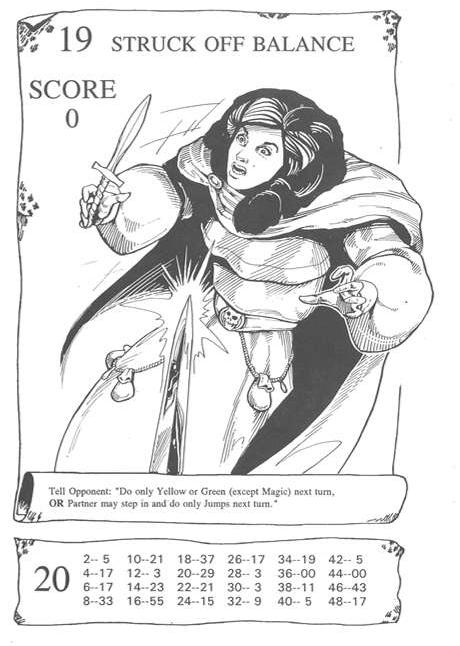 19 STRUCK OFF BALANCE
SCORE
0
Tell Opponent: "Do only Yellow or Green (except Magic) next turn,
OR Partner may step in and do only Jumps next turn."
20
2-- 5 10--21 18--37 26--17 34--19 42-- 5
4--17 12-- 3 20--29 28-- 3 36--00 44--00
6--17 14--23 22--21 30-- 3 38--11 46--43
8--33 16--55 24--15 32-- 9 40-- 5 48--17